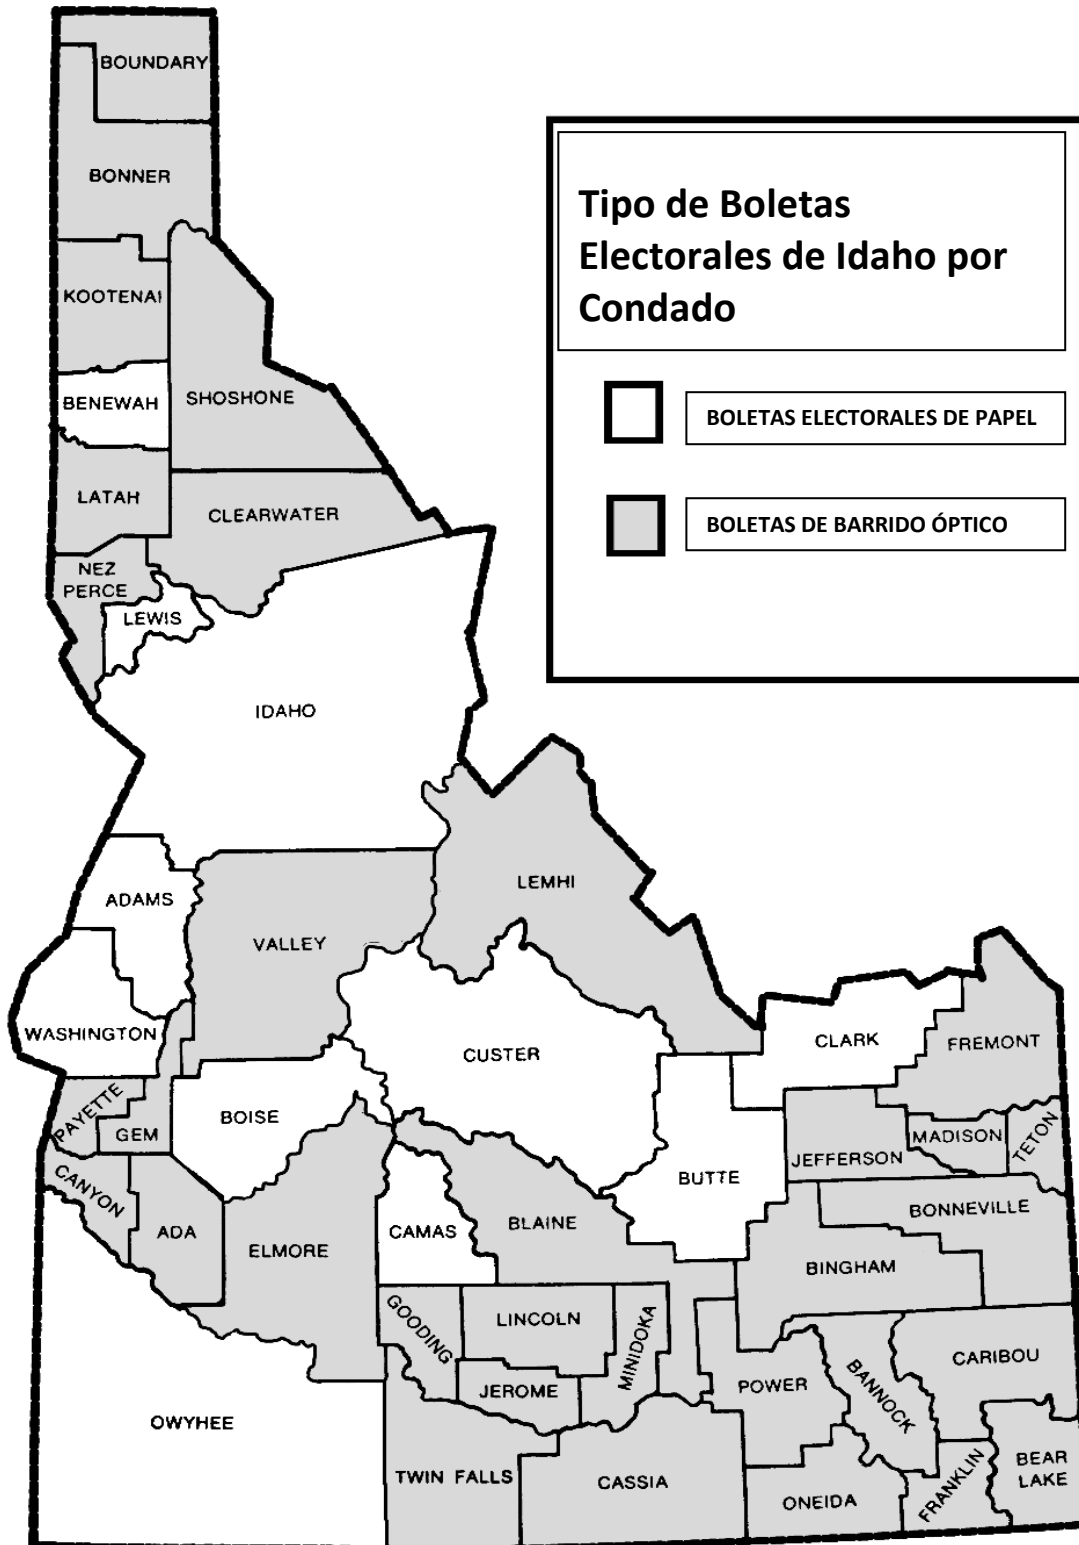 BOUNDARY
BONNER
Tipo de Boletas
Electorales de Idaho por
Condado
KOOTENAI
BENEWAH
SHOSHONE
BOLETAS ELECTORALES DE PAPEL
LATAH
CLEARWATER
BOLETAS DE BARRIDO ÓPTICO
NEZ
PERCE
LEWIS
IDAHO
LEMHI
ADAMS
VALLEY
WASHINGTON
CUSTER
CLARK
FREMONT
PAYETTE
GEM
BOISE
MADISON
TETON
JEFFERSON
BUTTE
CANYON
ADA
ELMORE
CAMAS
BLAINE
BONNEVILLE
BINGHAM
GOODING
LINCOLN
MINIDOKA
JEROME
POWER
BANNOCK
CARIBOU
OWYHEE
TWIN FALLS
CASSIA
ONEIDA
FRANKLIN
BEAR
LAKE